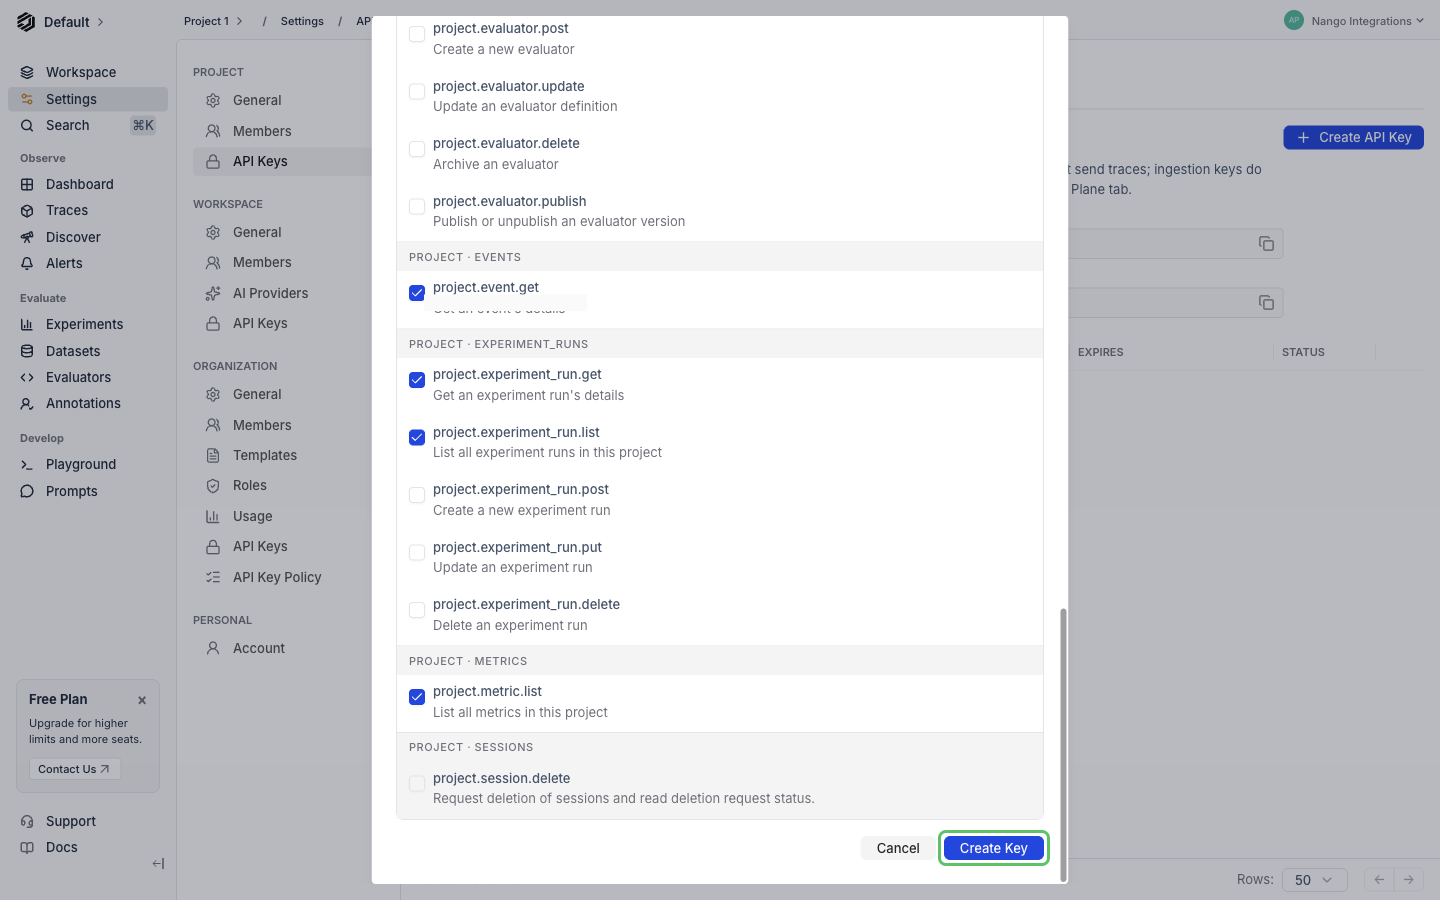 Default
Project 1
/
Settings
/
AP
AP
Nango Integrations
Workspace
Settings
Search
⌘K
Observe
Dashboard
Traces
Discover
Alerts
Evaluate
Experiments
Datasets
Evaluators
Annotations
Develop
Playground
Prompts
Free Plan
Upgrade for higher
limits and more seats.
Contact Us
Support
Docs
PROJECT
General
Members
API Keys
WORKSPACE
General
Members
AI Providers
API Keys
ORGANIZATION
General
Members
Templates
Roles
Usage
API Keys
API Key Policy
PERSONAL
Account
project.evaluator.post
Create a new evaluator
project.evaluator.update
Update an evaluator definition
project.evaluator.delete
Archive an evaluator
project.evaluator.publish
Publish or unpublish an evaluator version
PROJECT · EVENTS
project.event.get
PROJECT · EXPERIMENT_RUNS
project.experiment_run.get
Get an experiment run's details
project.experiment_run.list
List all experiment runs in this project
project.experiment_run.post
Create a new experiment run
project.experiment_run.put
Update an experiment run
project.experiment_run.delete
Delete an experiment run
PROJECT · METRICS
project.metric.list
List all metrics in this project
PROJECT · SESSIONS
project.session.delete
Request deletion of sessions and read deletion request status.
Cancel
Create Key
Create API Key
t send traces; ingestion keys do
Plane tab.
EXPIRES
STATUS
Rows:
50